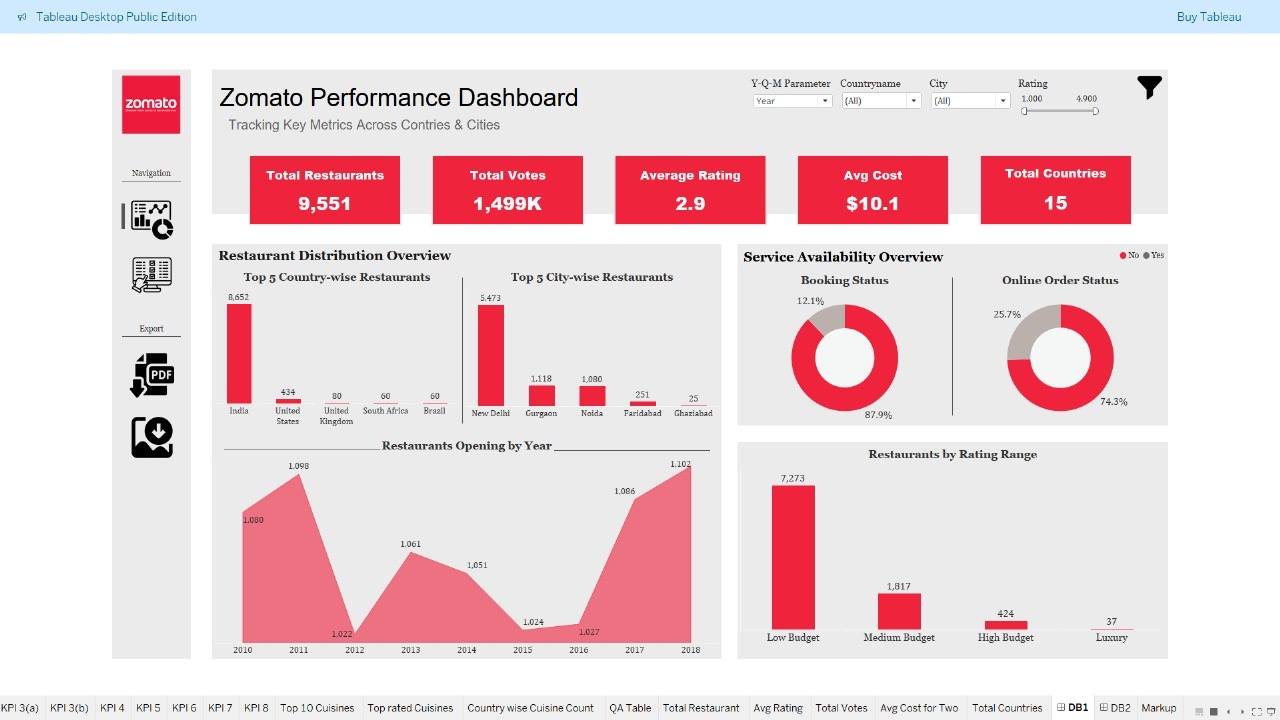 Tableau Desktop Public Edition
Buy Tableau
zomato
Zomato Performance Dashboard
Tracking Key Metrics Across Contries & Cities
Y-Q-M Parameter
Year
Countryname
(All)
City
(All)
Rating
1.000 4.900
Navigation
Export
PDF
Total Restaurants
9,551
Total Votes
1,499K
Average Rating
2.9
Avg Cost
$10.1
Total Countries
15
Restaurant Distribution Overview
Top 5 Country-wise Restaurants
8,652
434
80
60
60
India
United States
United Kingdom
South Africa
Brazil
Top 5 City-wise Restaurants
5,473
1,118
1,080
251
25
New Delhi
Gurgaon
Noida
Faridabad
Ghaziabad
Restaurants Opening by Year
1,080
1,098
1,022
1,061
1,051
1,024
1,027
1,086
1,102
2010 2011 2012 2013 2014 2015 2016 2017 2018
Service Availability Overview
No Yes
Booking Status
12.1%
87.9%
Online Order Status
25.7%
74.3%
Restaurants by Rating Range
7,273
1,817
424
37
Low Budget
Medium Budget
High Budget
Luxury
KPI 3(a) KPI 3(b) KPI 4 KPI 5 KPI 6 KPI 7 KPI 8 Top 10 Cuisines Top rated Cuisines Country wise Cuisine Count QA Table Total Restaurant Avg Rating Total Votes Avg Cost for Two Total Countries DB1 DB2 Markup